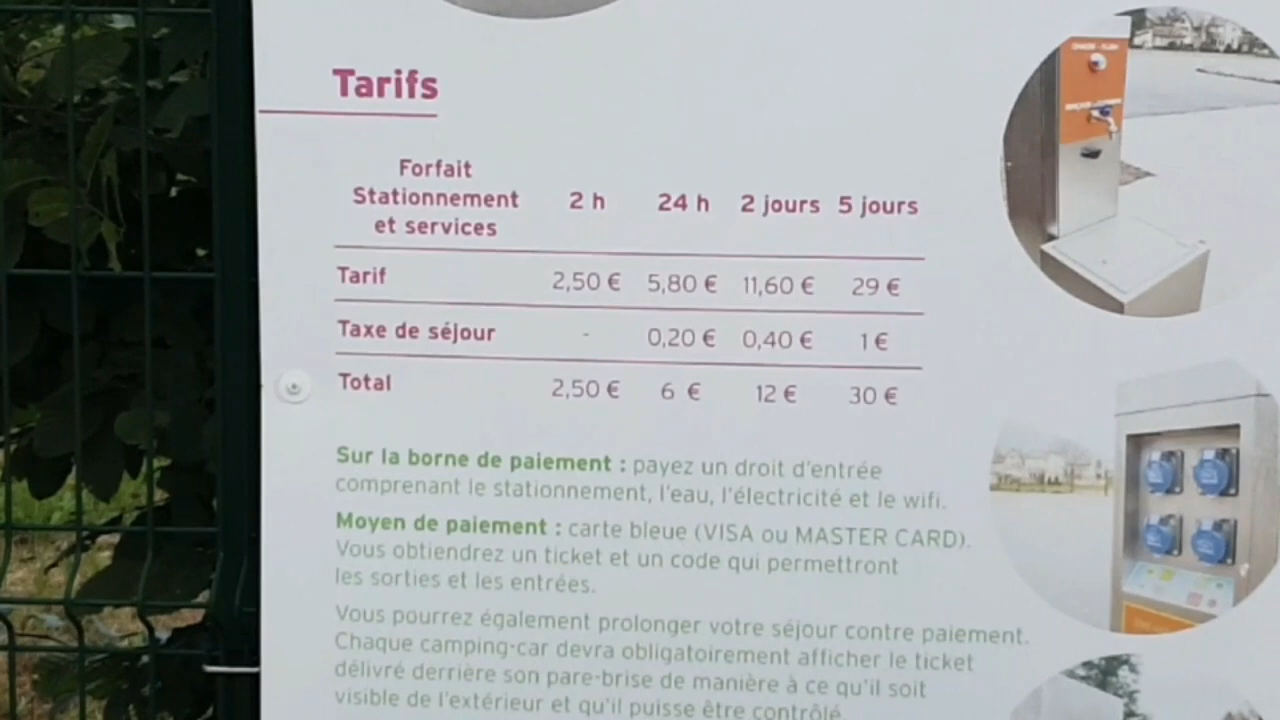 Tarifs
Forfait
Stationnement
et services
2 h 24 h 2 jours 5 jours
Tarif 2,50 € 5,80 € 11,60 € 29 €
Taxe de séjour - 0,20 € 0,40 € 1 €
Total 2,50 € 6 € 12 € 30 €
Sur la borne de paiement : payez un droit d'entrée
comprenant le stationnement, l'eau, l'électricité et le wifi.
Moyen de paiement : carte bleue (VISA ou MASTER CARD).
Vous obtiendrez un ticket et un code qui permettront
les sorties et les entrées.
Vous pourrez également prolonger votre séjour contre paiement.
Chaque camping-car devra obligatoirement afficher le ticket
délivré derrière son pare-brise de manière à ce qu'il soit
visible de l'extérieur et qu'il puisse être contrôlé